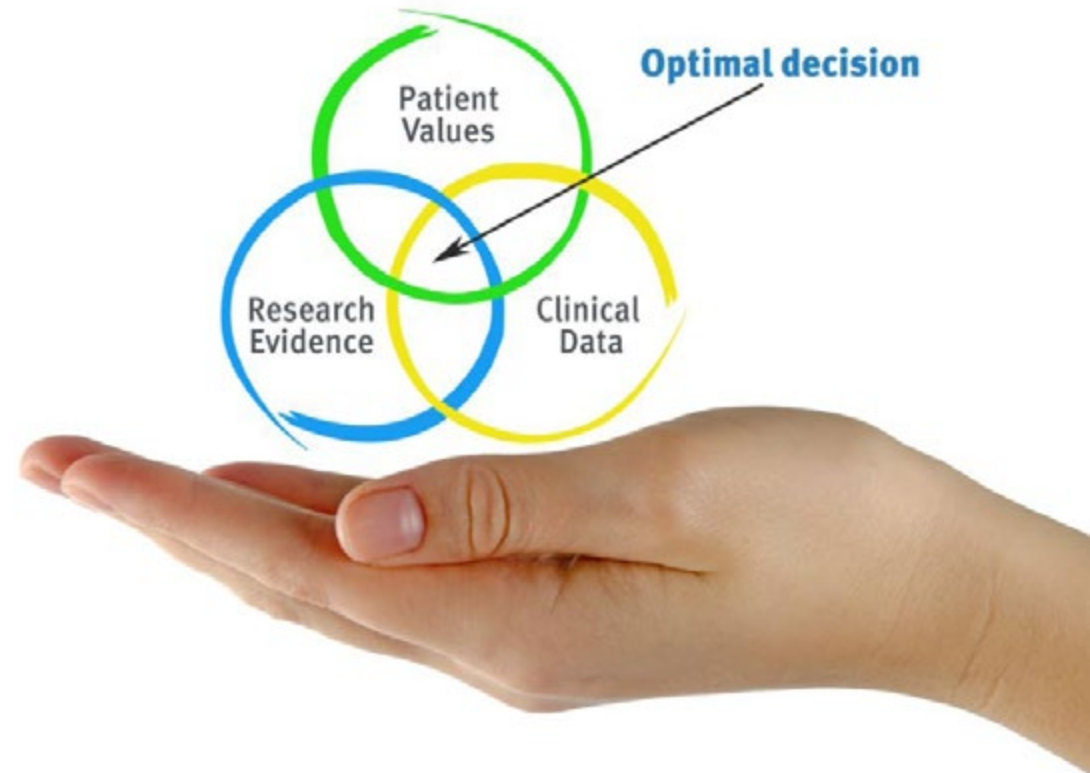 Optimal decision
Patient
Values
Research
Evidence
Clinical
Data